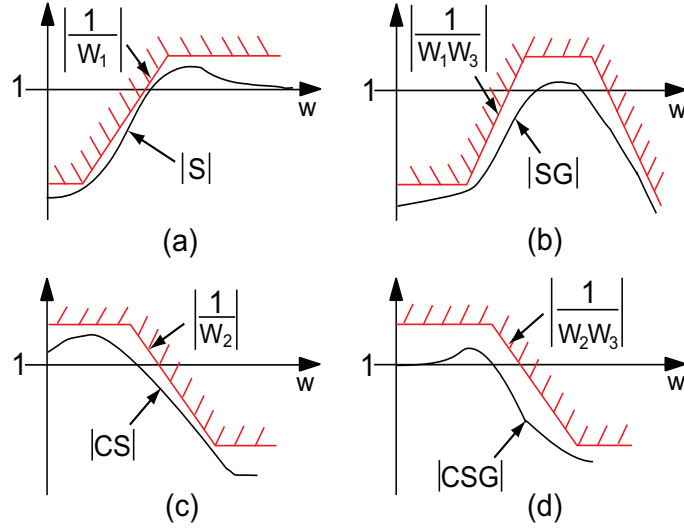 |1/W₁|
1
w
|S|
(a)
|1/W₁W₃|
1
w
|SG|
(b)
|1/W₂|
1
w
|CS|
(c)
|1/W₂W₃|
1
w
|CSG|
(d)